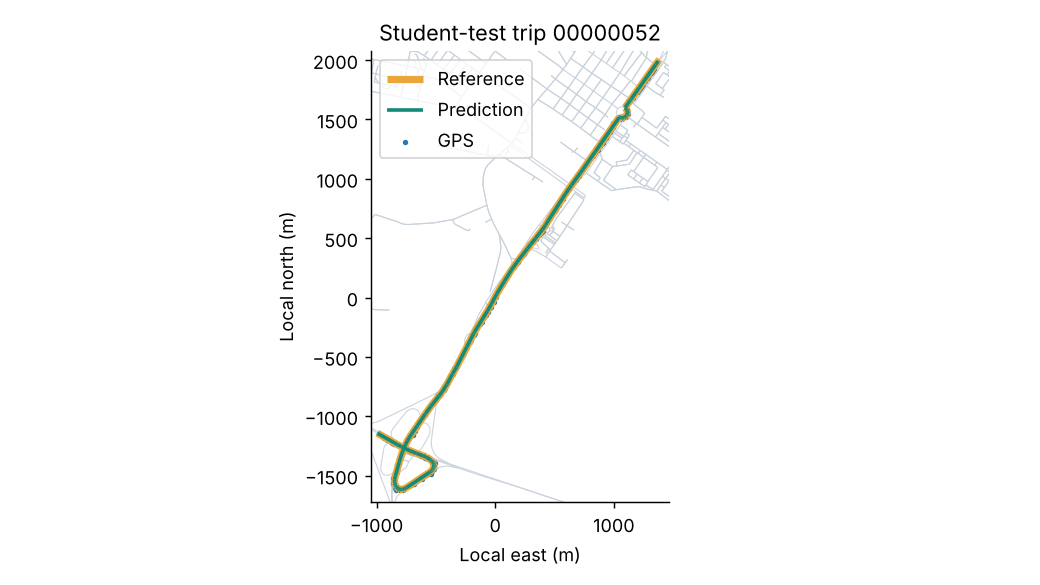 Student-test trip 00000052
2000
1500
1000
500
0
−500
−1000
−1500
Local north (m)
Reference
Prediction
GPS
−1000 0 1000
Local east (m)